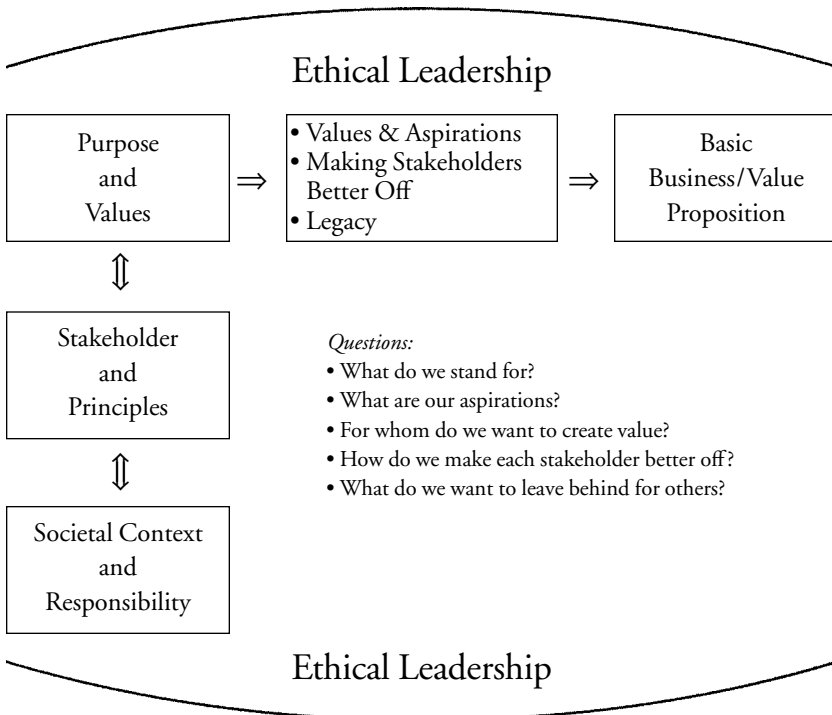 Ethical Leadership
Purpose
and
Values
⇒
• Values & Aspirations
• Making Stakeholders
Better Off
• Legacy
⇒
Basic
Business/Value
Proposition
⇕
Stakeholder
and
Principles
⇕
Societal Context
and
Responsibility
Questions:
• What do we stand for?
• What are our aspirations?
• For whom do we want to create value?
• How do we make each stakeholder better off?
• What do we want to leave behind for others?
Ethical Leadership